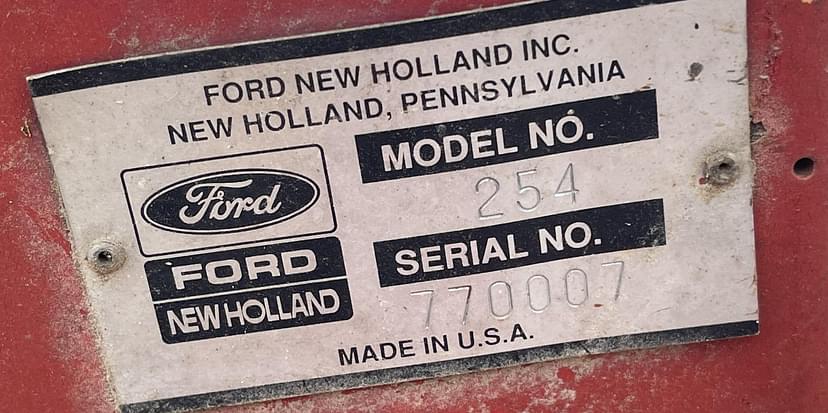 FORD NEW HOLLAND INC.
NEW HOLLAND, PENNSYLVANIA
MODEL NO.
254
Ford
SERIAL NO.
770007
FORD
NEW HOLLAND
MADE IN U.S.A.